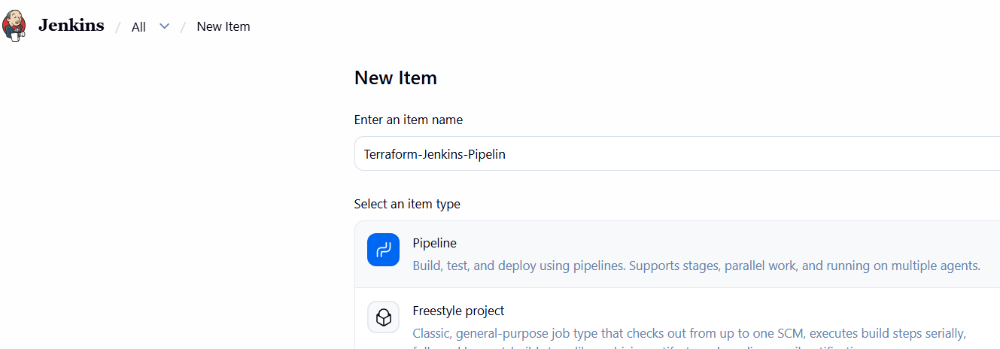 Jenkins / All / New Item
New Item
Enter an item name
Terraform-Jenkins-Pipelin
Select an item type
Pipeline
Build, test, and deploy using pipelines. Supports stages, parallel work, and running on multiple agents.
Freestyle project
Classic, general-purpose job type that checks out from up to one SCM, executes build steps serially,